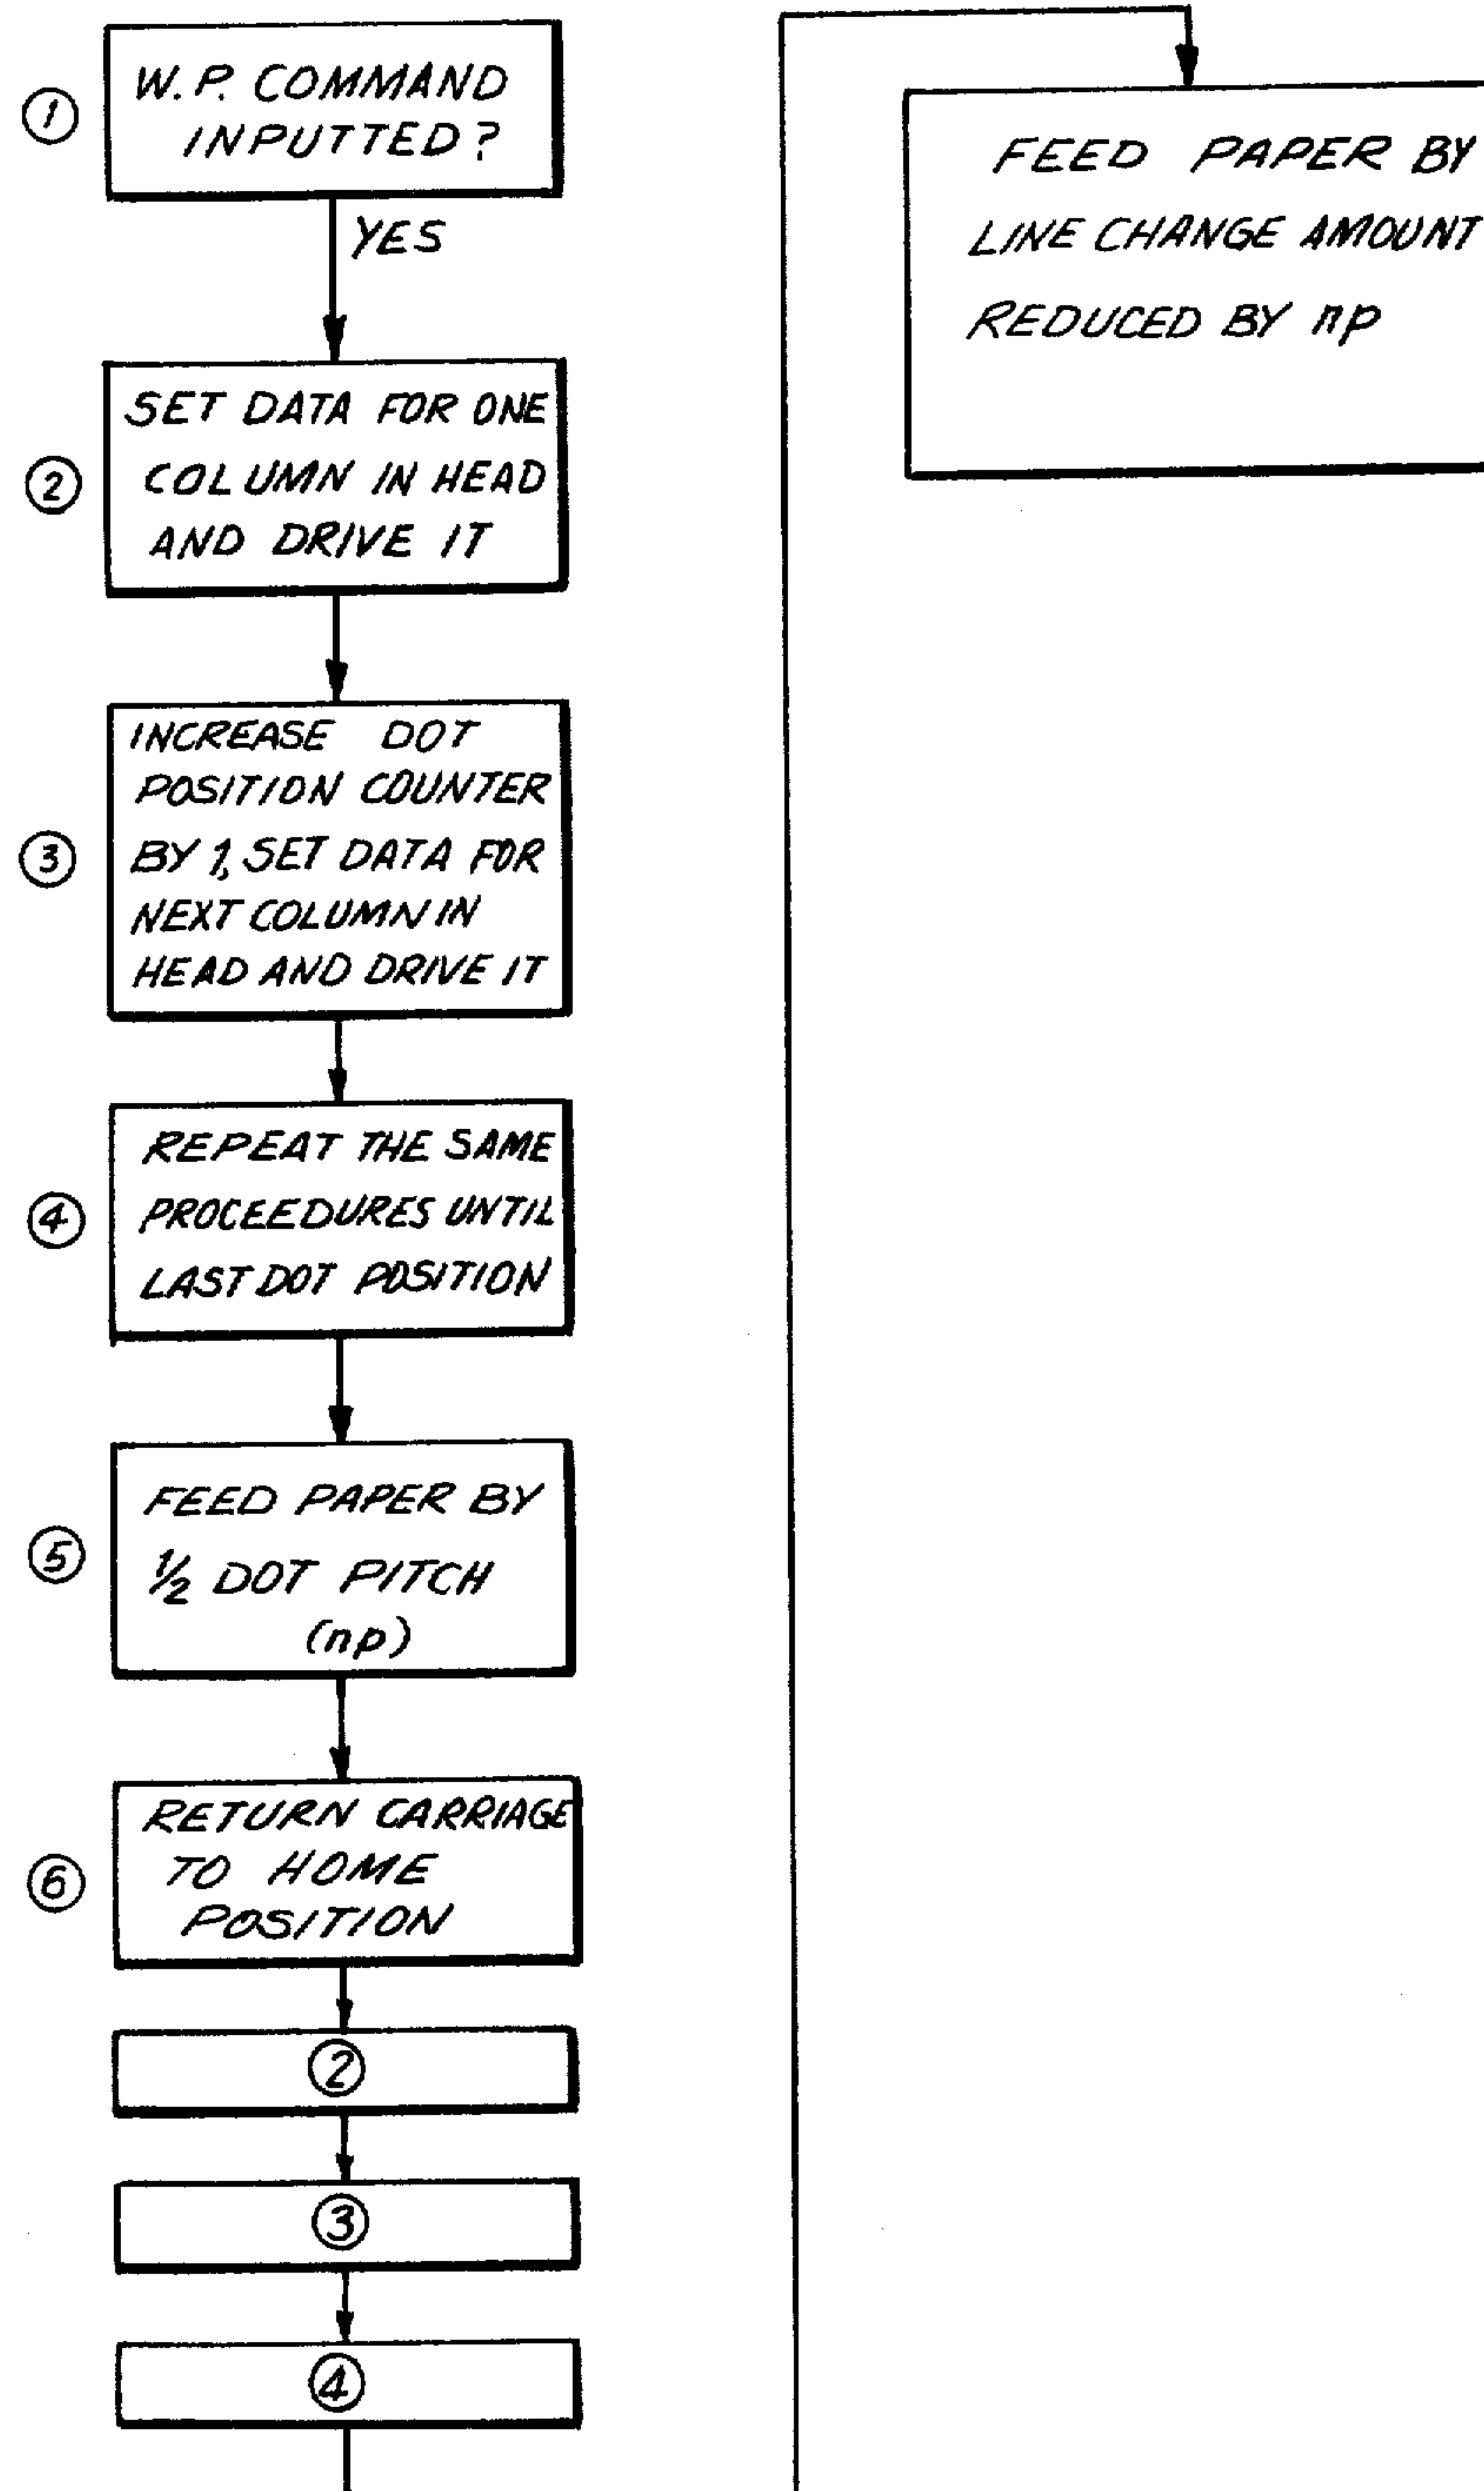 ①
W.P. COMMAND
INPUTTED?
YES
②
SET DATA FOR ONE
COLUMN IN HEAD
AND DRIVE IT
③
INCREASE DOT
POSITION COUNTER
BY 1, SET DATA FOR
NEXT COLUMN IN
HEAD AND DRIVE IT
④
REPEAT THE SAME
PROCEEDURES UNTIL
LAST DOT POSITION
⑤
FEED PAPER BY
½ DOT PITCH
(np)
⑥
RETURN CARRIAGE
TO HOME
POSITION
②
③
④
FEED PAPER BY
LINE CHANGE AMOUNT
REDUCED BY np